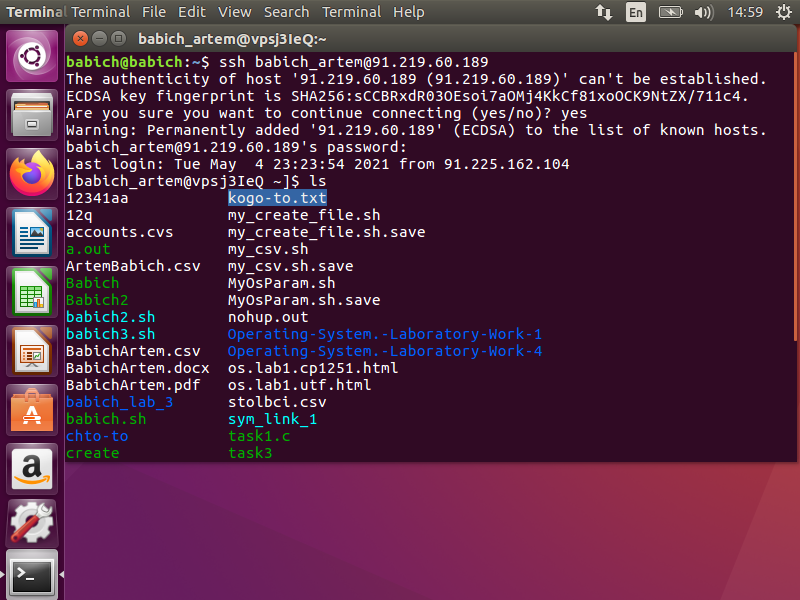 Terminal Terminal File Edit View Search Terminal Help En 14:59
babich_artem@vpsj3IeQ:~
babich@babich:~$ ssh babich_artem@91.219.60.189
The authenticity of host '91.219.60.189 (91.219.60.189)' can't be established.
ECDSA key fingerprint is SHA256:sCCBRxdR03OEsoi7aOMj4KkCf81xoOCK9NtZX/711c4.
Are you sure you want to continue connecting (yes/no)? yes
Warning: Permanently added '91.219.60.189' (ECDSA) to the list of known hosts.
babich_artem@91.219.60.189's password:
Last login: Tue May  4 23:23:54 2021 from 91.225.162.104
[babich_artem@vpsj3IeQ ~]$ ls
12341aa kogo-to.txt
12q my_create_file.sh
accounts.cvs my_create_file.sh.save
a.out my_csv.sh
ArtemBabich.csv my_csv.sh.save
Babich MyOsParam.sh
Babich2 MyOsParam.sh.save
babich2.sh nohup.out
babich3.sh Operating-System.-Laboratory-Work-1
BabichArtem.csv Operating-System.-Laboratory-Work-4
BabichArtem.docx os.lab1.cp1251.html
BabichArtem.pdf os.lab1.utf.html
babich_lab_3 stolbci.csv
babich.sh sym_link_1
chto-to task1.c
create task3